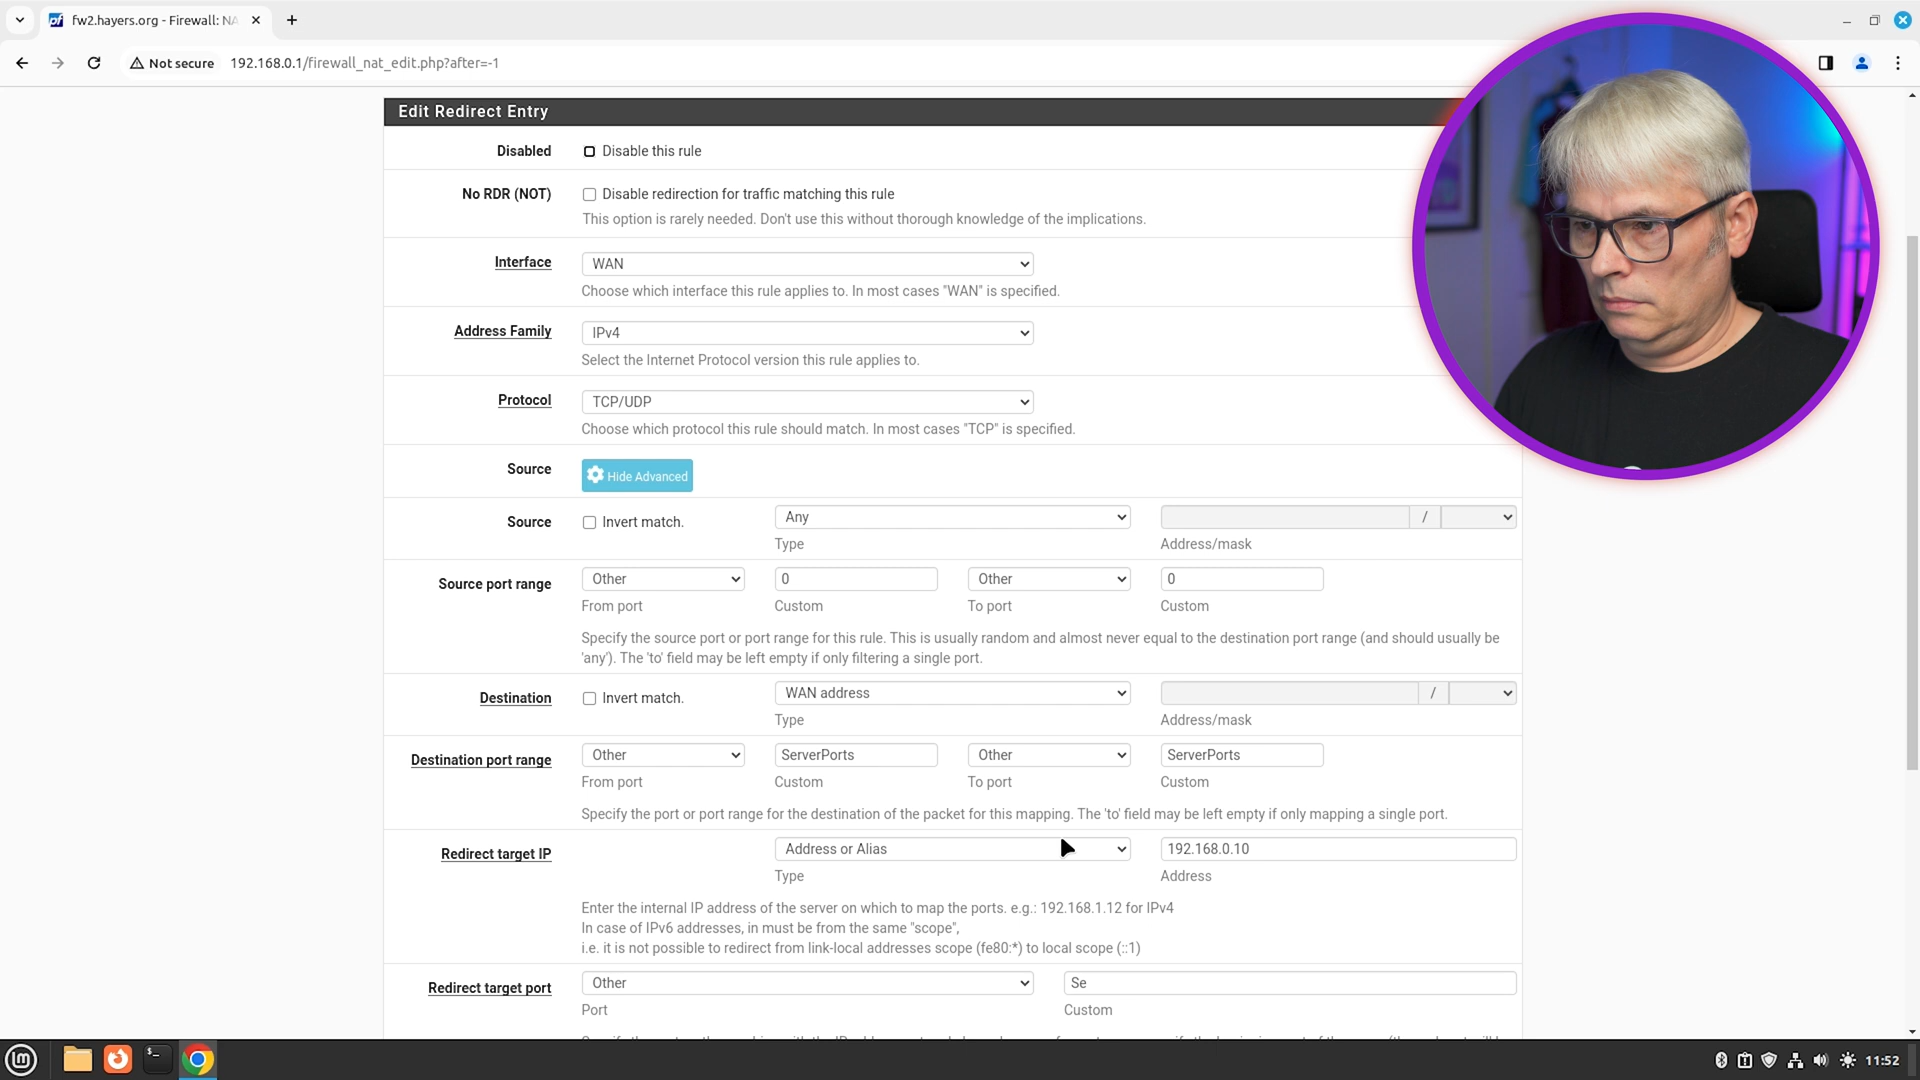 fw2.hayers.org - Firewall: NA
Not secure 192.168.0.1/firewall_nat_edit.php?after=-1
Edit Redirect Entry
Disabled Disable this rule
No RDR (NOT) Disable redirection for traffic matching this rule
This option is rarely needed. Don't use this without thorough knowledge of the implications.
Interface WAN
Choose which interface this rule applies to. In most cases "WAN" is specified.
Address Family IPv4
Select the Internet Protocol version this rule applies to.
Protocol TCP/UDP
Choose which protocol this rule should match. In most cases "TCP" is specified.
Source Hide Advanced
Source Invert match. Any /
Type Address/mask
Source port range Other 0 Other 0
From port Custom To port Custom
Specify the source port or port range for this rule. This is usually random and almost never equal to the destination port range (and should usually be
'any'). The 'to' field may be left empty if only filtering a single port.
Destination Invert match. WAN address /
Type Address/mask
Destination port range Other ServerPorts Other ServerPorts
From port Custom To port Custom
Specify the port or port range for the destination of the packet for this mapping. The 'to' field may be left empty if only mapping a single port.
Redirect target IP Address or Alias 192.168.0.10
Type Address
Enter the internal IP address of the server on which to map the ports. e.g.: 192.168.1.12 for IPv4
In case of IPv6 addresses, in must be from the same "scope",
i.e. it is not possible to redirect from link-local addresses scope (fe80:*) to local scope (::1)
Redirect target port Other Se
Port Custom
11:52